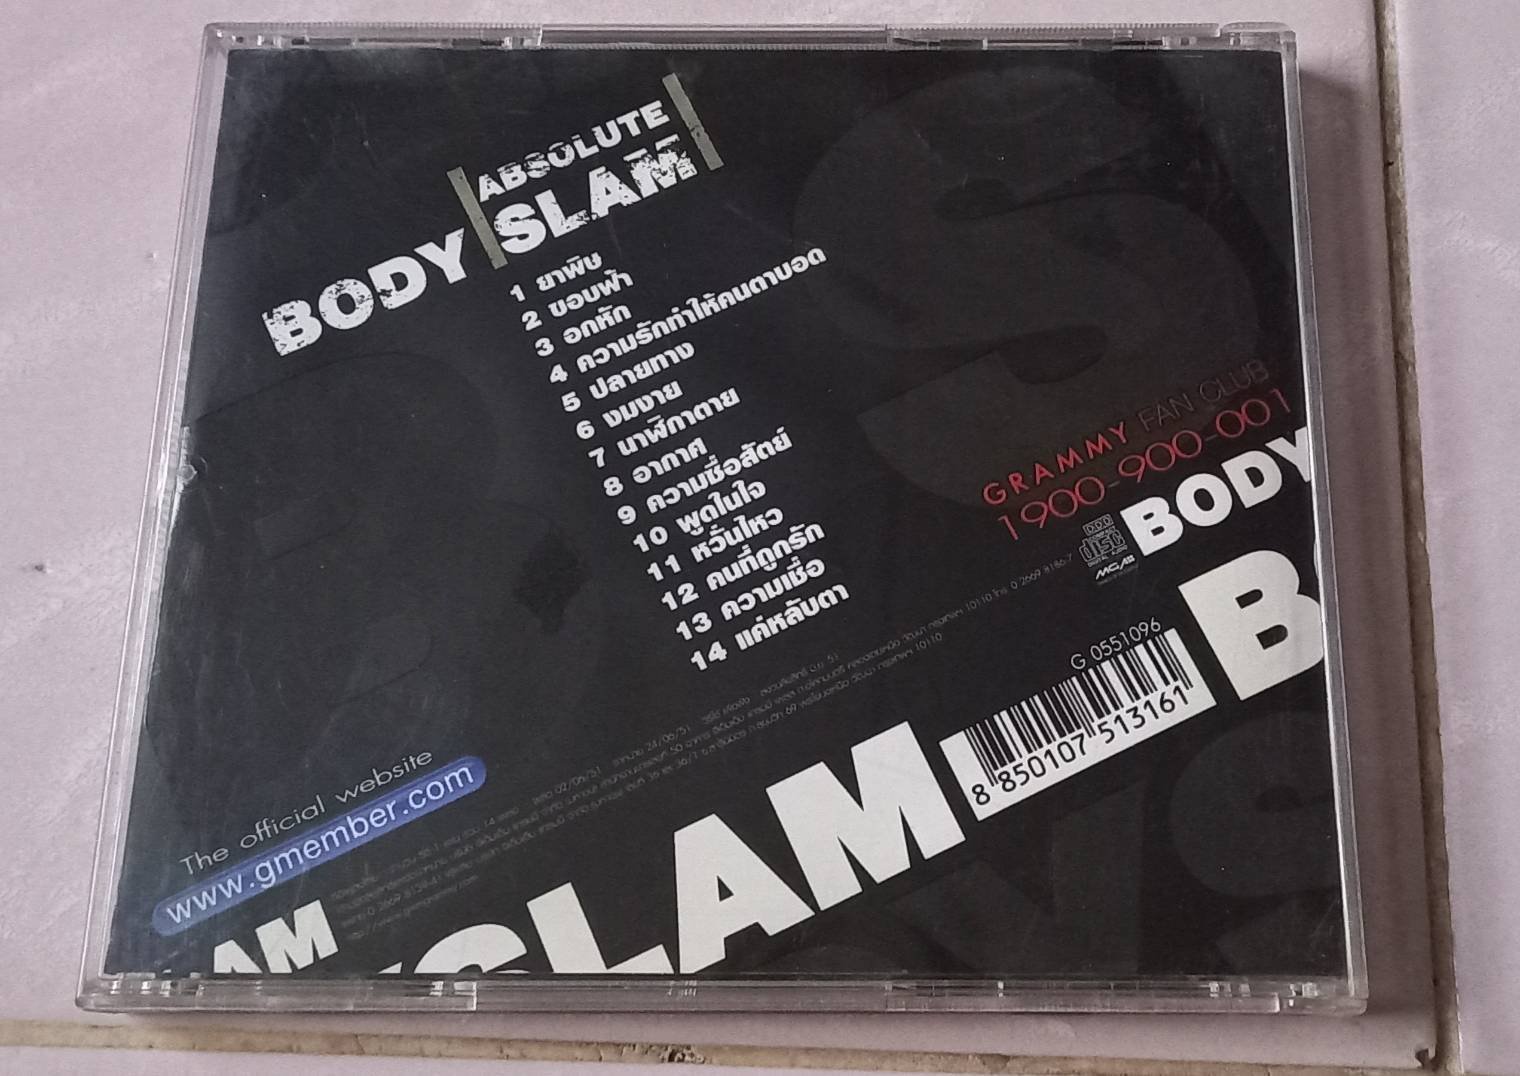 ABSOLUTE
BODY SLAM
1 ยาพิษ
2 ขอบฟ้า
3 อกหัก
4 ความรักทำให้คนตาบอด
5 ปลายทาง
6 งมงาย
7 นาฬิกาตาย
8 อากาศ
9 ความซื่อสัตย์
10 พูดในใจ
11 หวั่นไหว
12 คนที่ถูกรัก
13 ความเชื่อ
14 แค่หลับตา
GRAMMY FAN CLUB
1900-900-001
COMPACT
disc
DIGITAL AUDIO
MGA
BODY
B
G 0551096
8 850107 513161
SLAM
The official website
www.gmember.com
AM